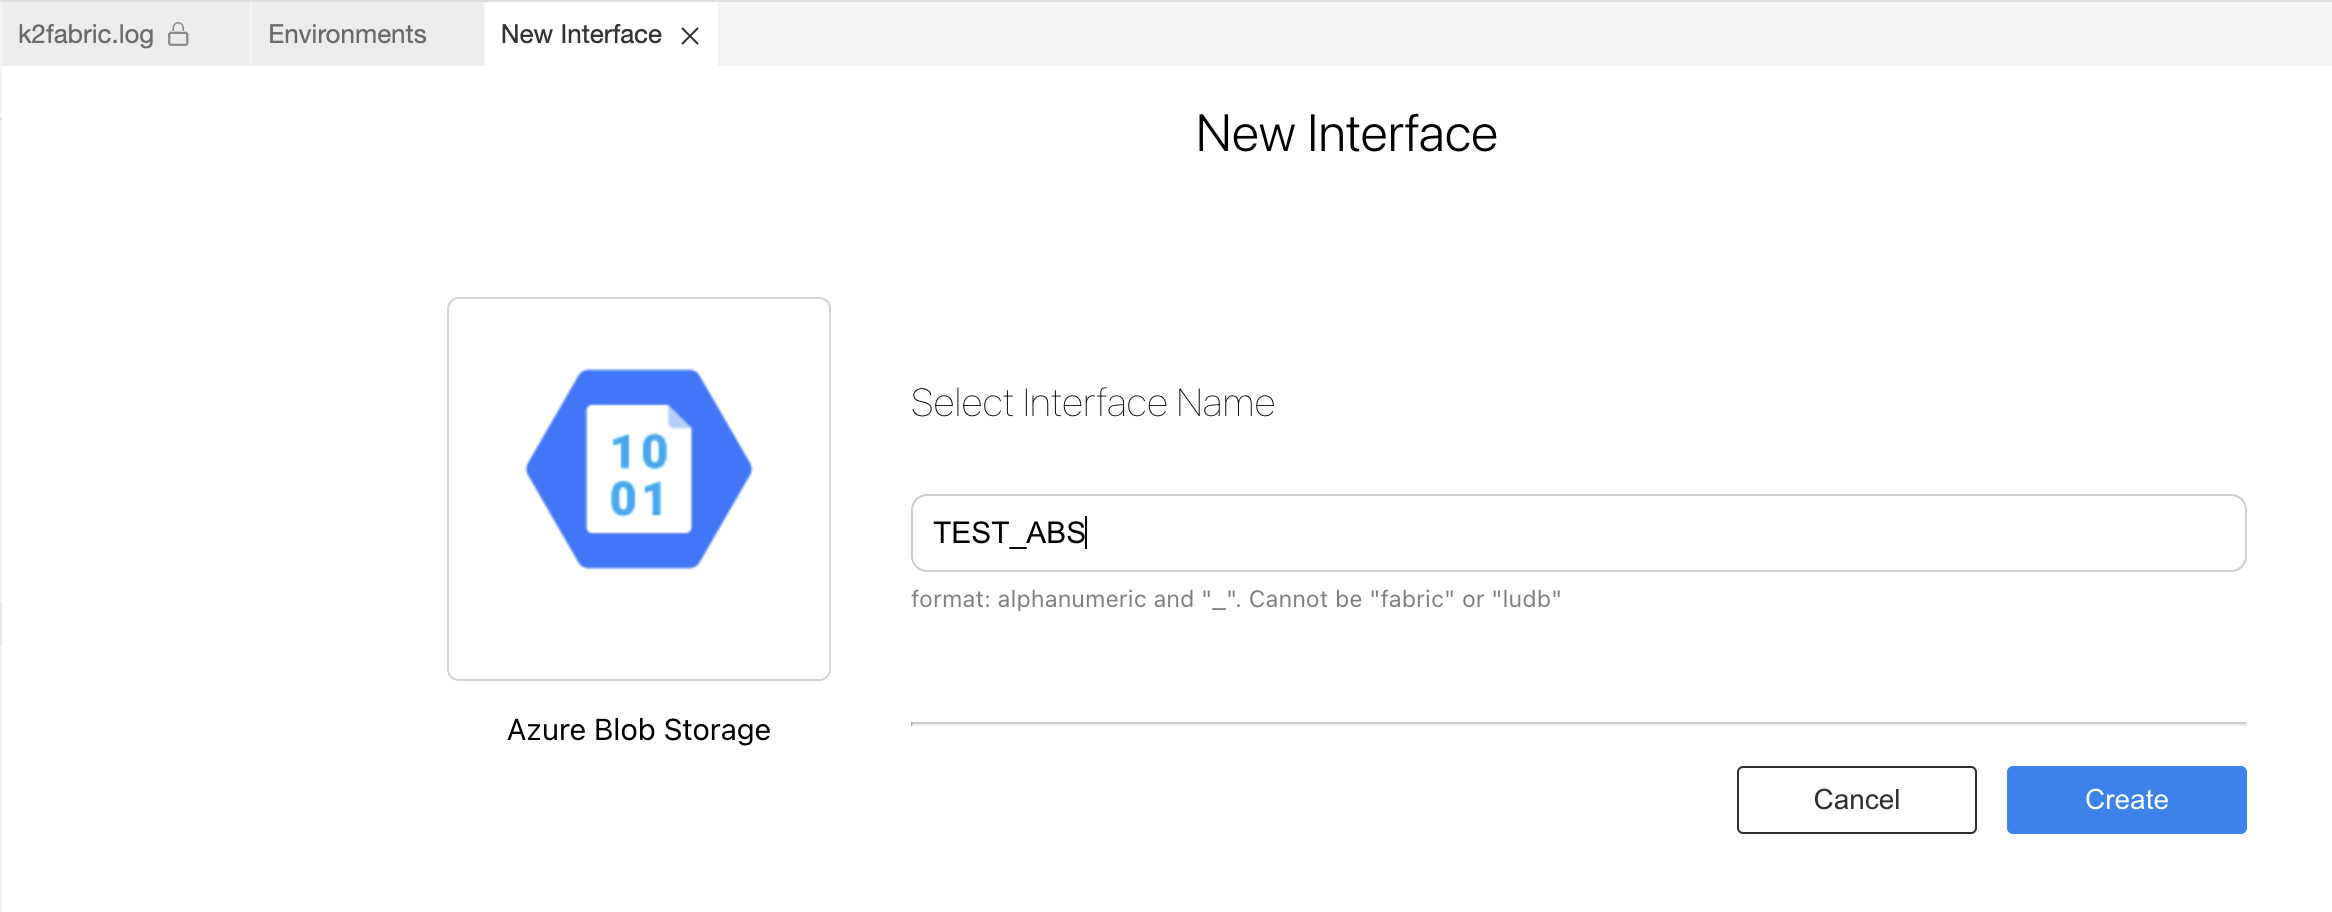 k2fabric.log
Environments
New Interface
New Interface
10
01
Azure Blob Storage
Select Interface Name
TEST_ABS
format: alphanumeric and "_". Cannot be "fabric" or "ludb"
Cancel
Create